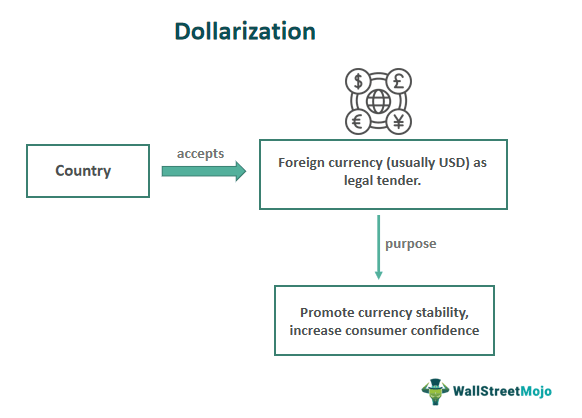 Dollarization
$ £
€ ¥
accepts
Country
Foreign currency (usually USD) as
legal tender.
purpose
Promote currency stability,
increase consumer confidence
WallStreetMojo